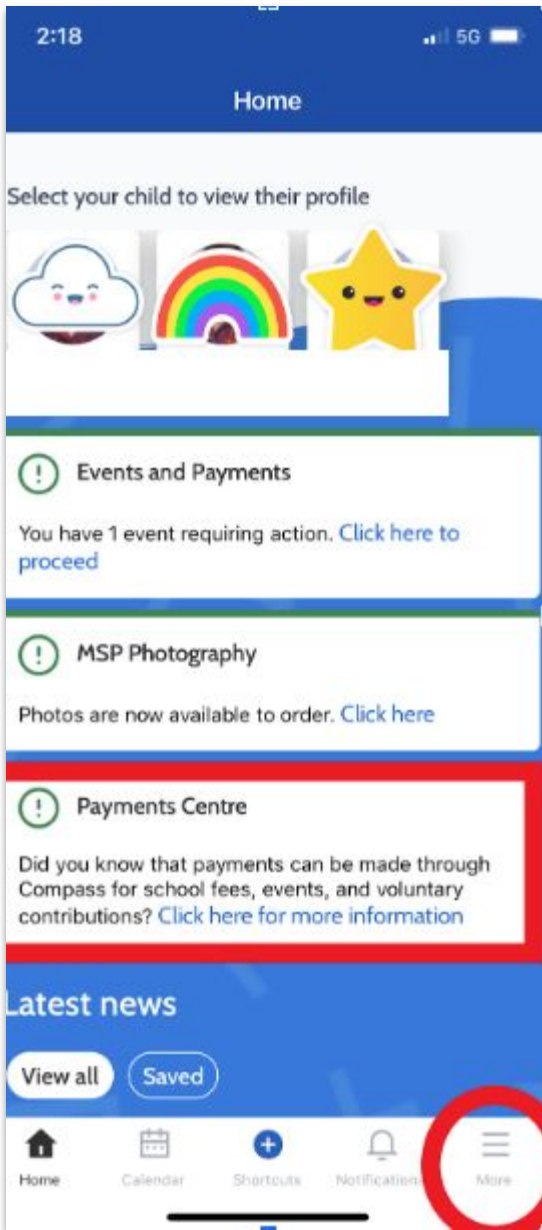 2:18
5G
Home
Select your child to view their profile
Events and Payments
You have 1 event requiring action. Click here to
proceed
MSP Photography
Photos are now available to order. Click here
Payments Centre
Did you know that payments can be made through
Compass for school fees, events, and voluntary
contributions? Click here for more information
Latest news
View all
Saved
Home
Calendar
Shortcuts
Notifications
More